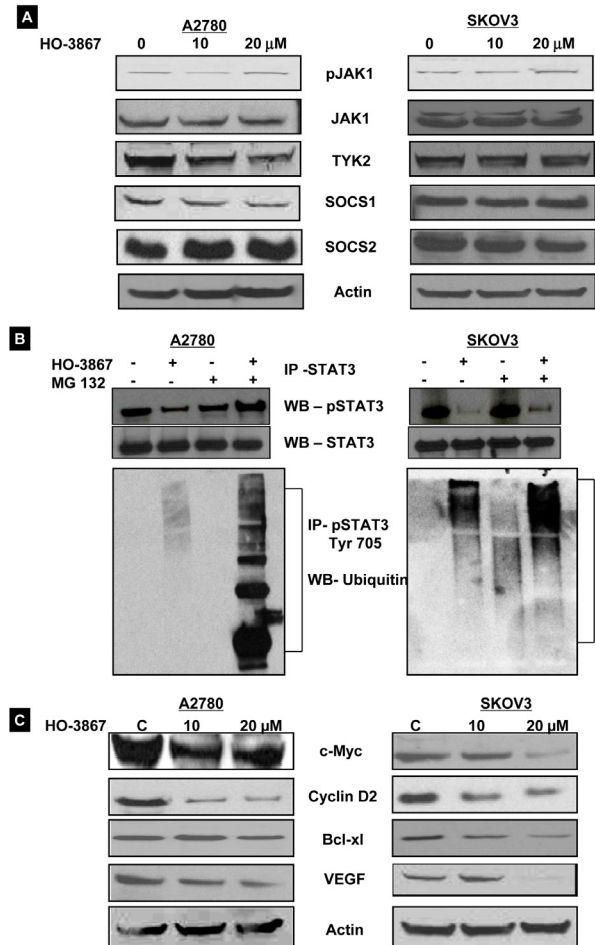 A
A2780 SKOV3
HO-3867 0 10 20 µM 0 10 20 µM
pJAK1
JAK1
TYK2
SOCS1
SOCS2
Actin
B
A2780 SKOV3
HO-3867 - + - + IP -STAT3 - + - +
MG 132 - - + + - - + +
WB – pSTAT3
WB – STAT3
IP- pSTAT3
Tyr 705
WB- Ubiquitin
C
A2780 SKOV3
HO-3867 C 10 20 µM C 10 20 µM
c-Myc
Cyclin D2
Bcl-xl
VEGF
Actin